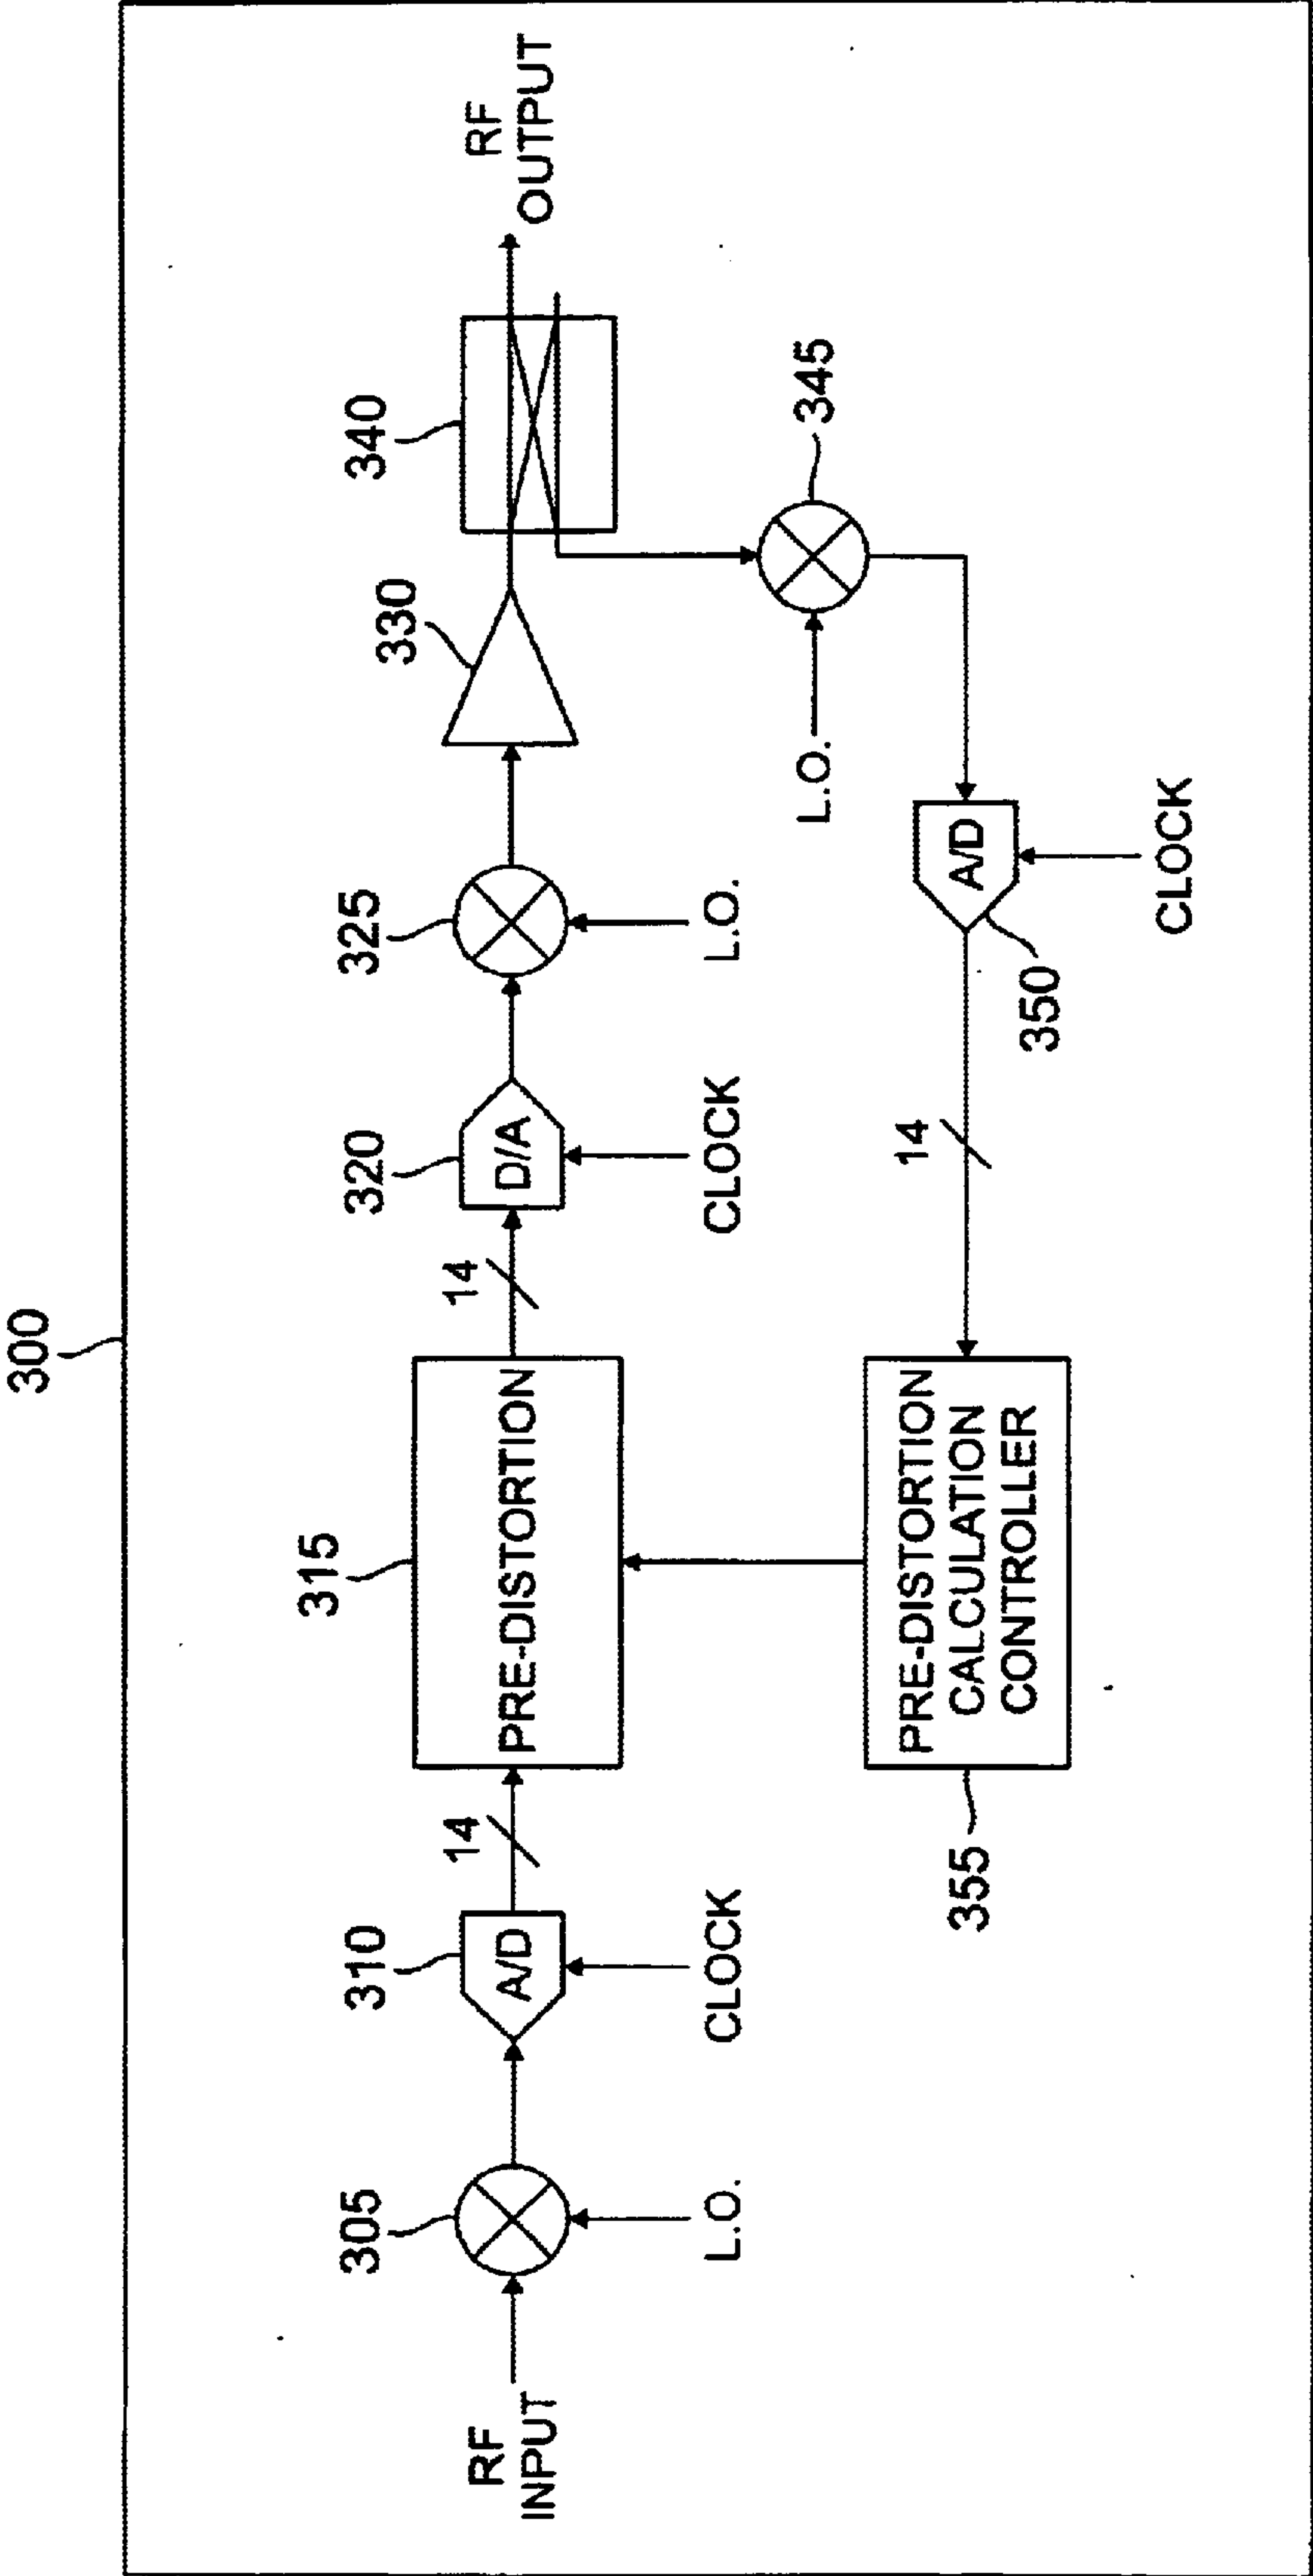 300
RF
INPUT
305
L.O.
310
A/D
CLOCK
14
315
PRE-DISTORTION
14
320
D/A
CLOCK
325
L.O.
330
340
RF
OUTPUT
345
L.O.
A/D
350
CLOCK
14
PRE-DISTORTION
CALCULATION
CONTROLLER
355